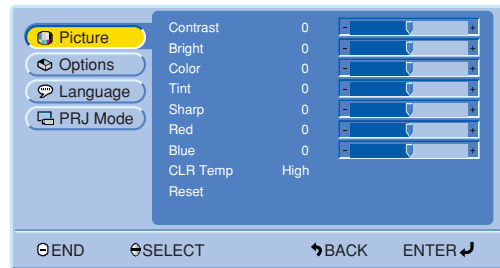 Picture
Options
Language
PRJ Mode
Contrast 0 - +
Bright 0 - +
Color 0 - +
Tint 0 - +
Sharp 0 - +
Red 0 - +
Blue 0 - +
CLR Temp High
Reset
END SELECT BACK ENTER